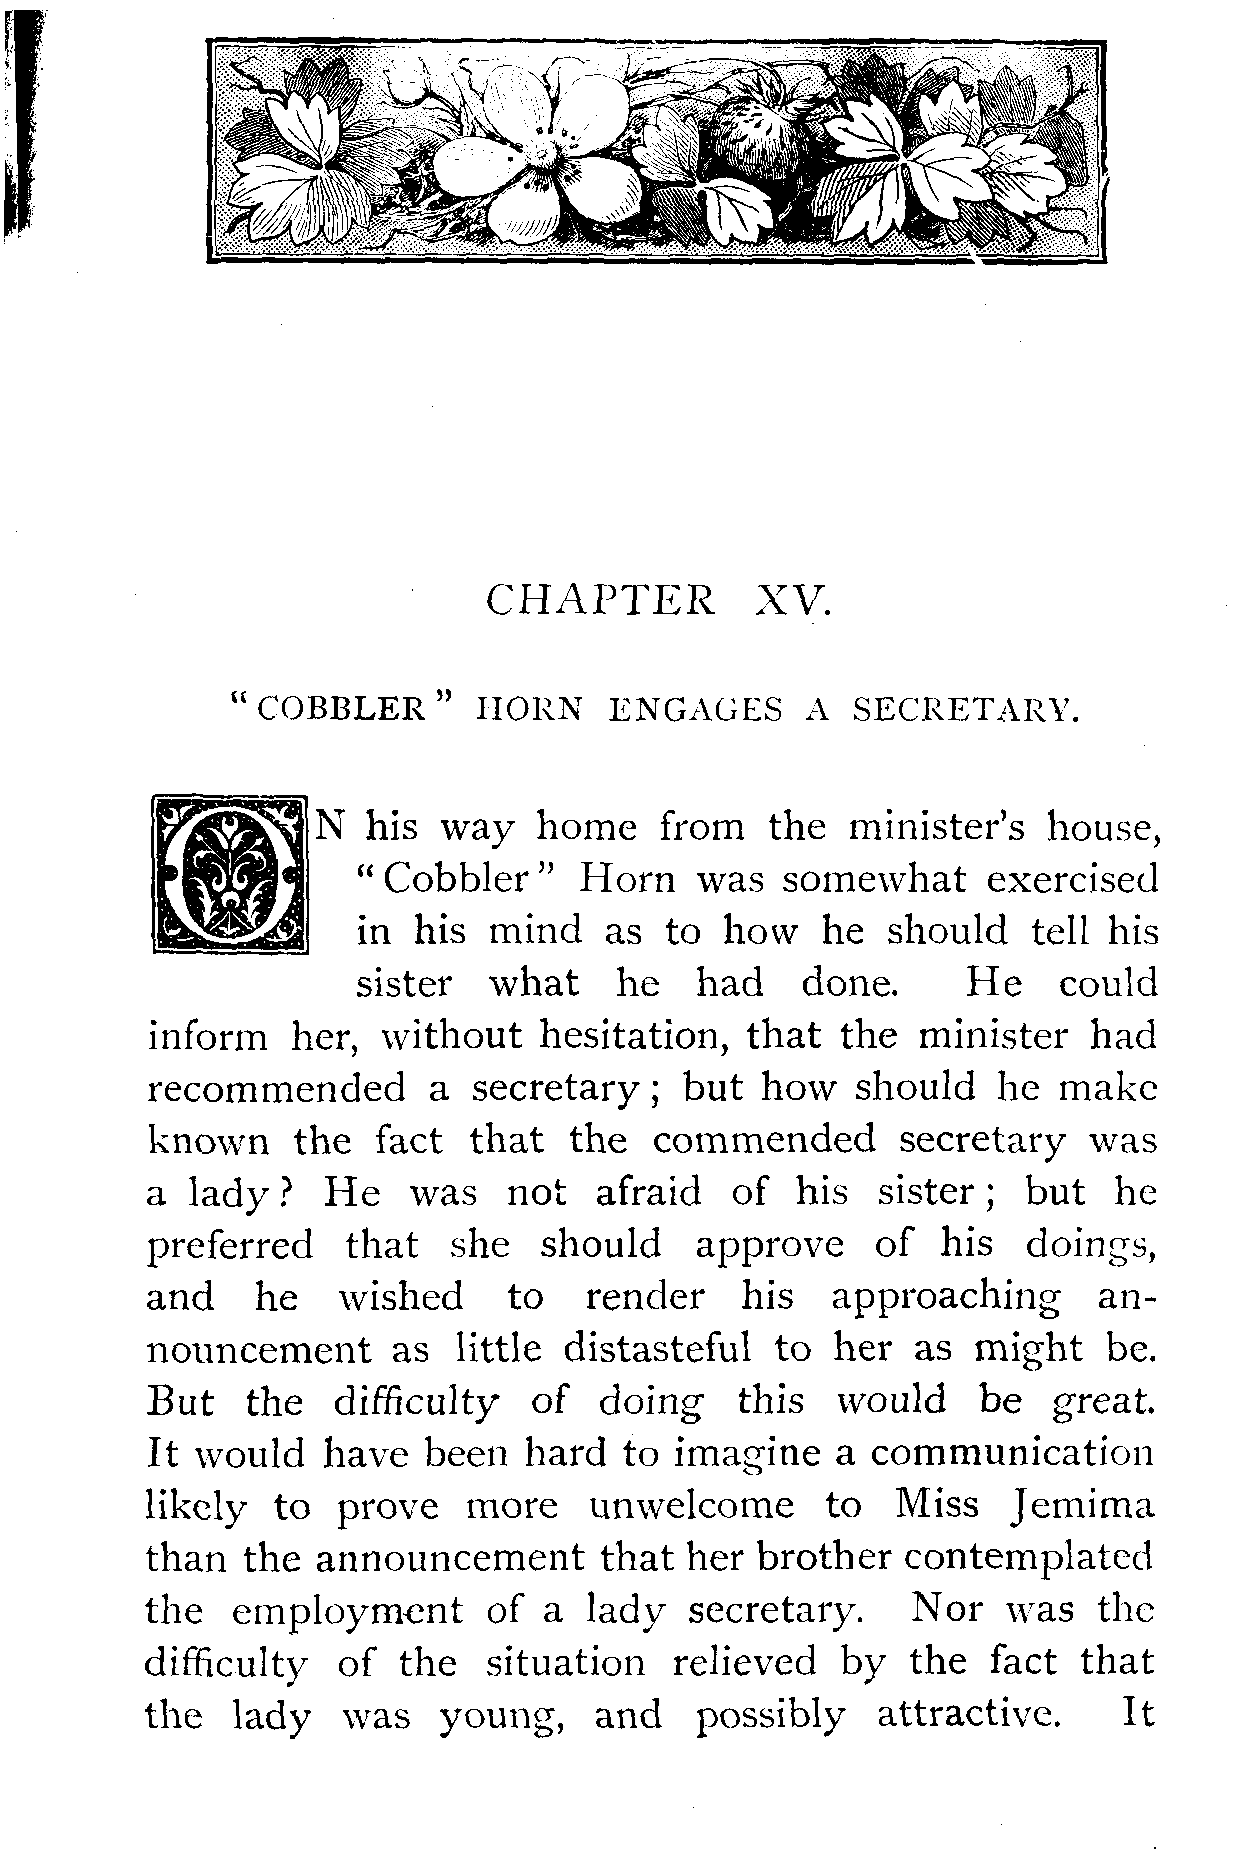 CHAPTER XV.
"COBBLER" HORN ENGAGES A SECRETARY.
ON his way home from the minister's house,
"Cobbler" Horn was somewhat exercised
in his mind as to how he should tell his
sister what he had done. He could
inform her, without hesitation, that the minister had
recommended a secretary; but how should he make
known the fact that the commended secretary was
a lady? He was not afraid of his sister; but he
preferred that she should approve of his doings,
and he wished to render his approaching an-
nouncement as little distasteful to her as might be.
But the difficulty of doing this would be great.
It would have been hard to imagine a communication
likely to prove more unwelcome to Miss Jemima
than the announcement that her brother contemplated
the employment of a lady secretary. Nor was the
difficulty of the situation relieved by the fact that
the lady was young, and possibly attractive. It